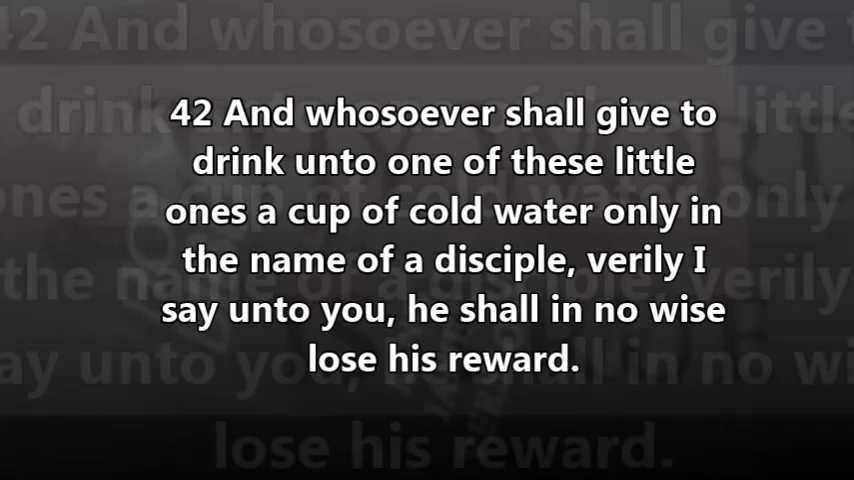 42 And whosoever shall give to
drink unto one of these little
ones a cup of cold water only in
the name of a disciple, verily I
say unto you, he shall in no wise
lose his reward.